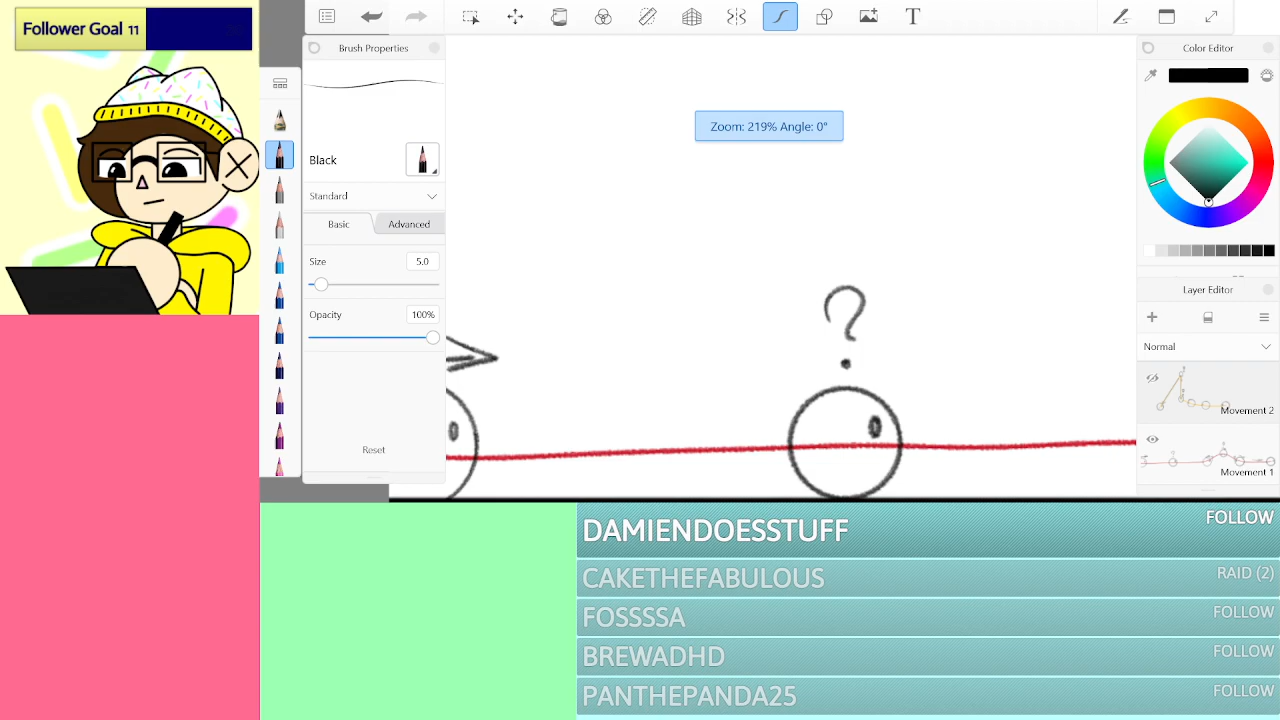 Follower Goal 11
Brush Properties
Color Editor
Zoom: 219% Angle: 0°
Black
Standard
Basic
Advanced
Size
5.0
Opacity
100%
Reset
?
Layer Editor
Normal
Movement 2
Movement 1
DAMIENDOESSTUFF
FOLLOW
CAKETHEFABULOUS
RAID (2)
FOSSSSA
FOLLOW
BREWADHD
FOLLOW
PANTHEPANDA25
FOLLOW